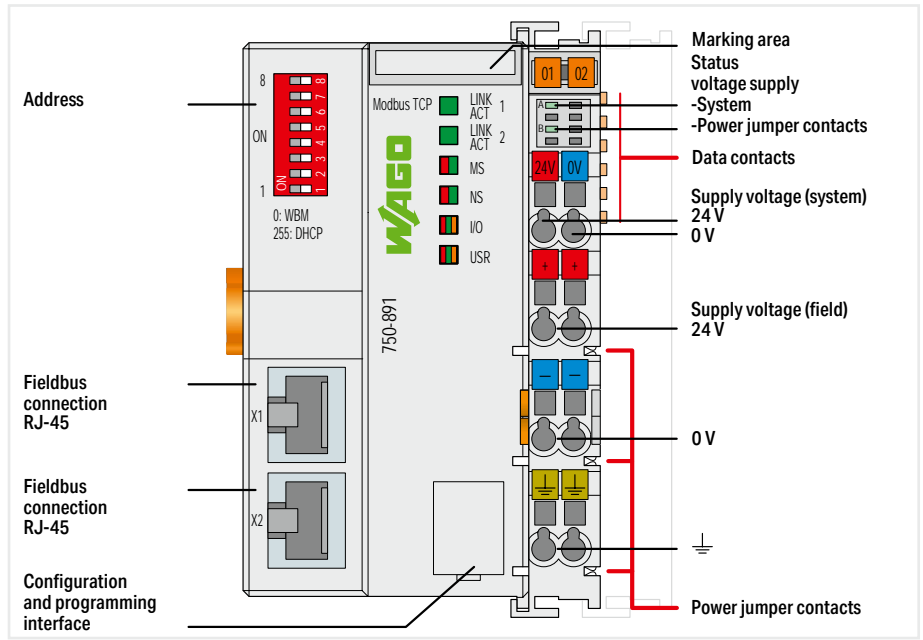 Address
8
ON
1
ON
1 2 3 4 5 6 7 8
0: WBM
255: DHCP
Fieldbus
connection
RJ-45
X1
Fieldbus
connection
RJ-45
X2
Configuration
and programming
interface
Modbus TCP
LINK
ACT 1
LINK
ACT 2
MS
NS
I/O
USR
WAGO
750-891
01 02
A
B
24V 0V
+ +
— —
Marking area
Status
voltage supply
-System
-Power jumper contacts
Data contacts
Supply voltage (system)
24 V
0 V
Supply voltage (field)
24 V
0 V
Power jumper contacts